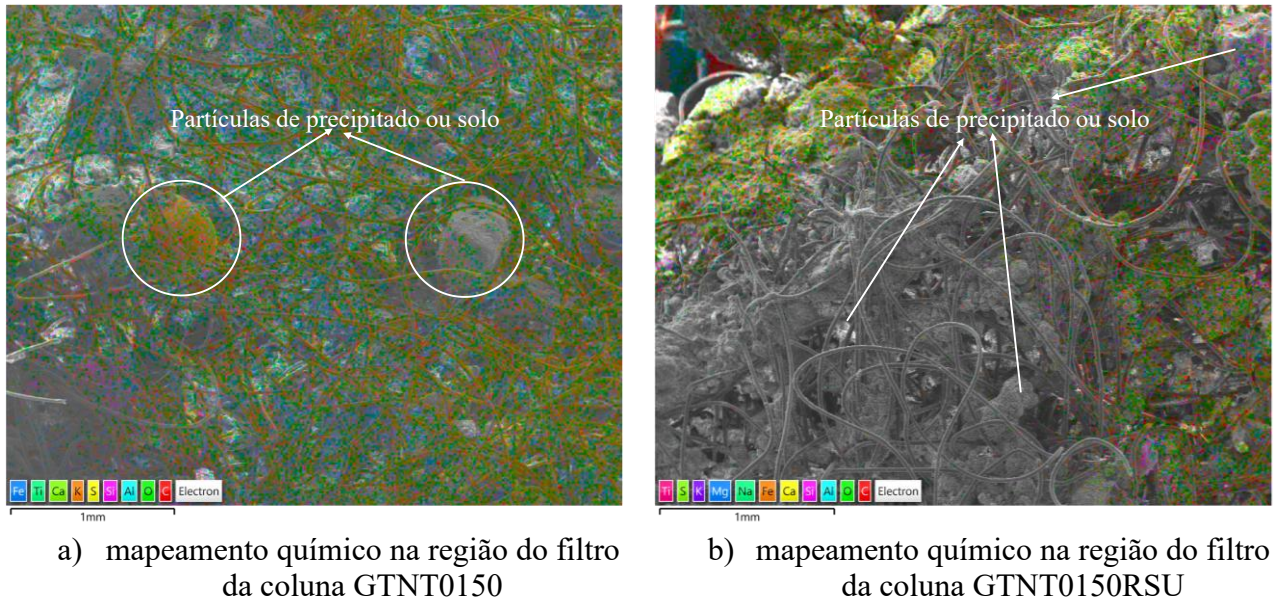 Partículas de precipitado ou solo
Fe Ti Ca K S Si Al O C Electron
1mm
a) mapeamento químico na região do filtro
da coluna GTNT0150
Partículas de precipitado ou solo
Ti S K Mg Na Fe Ca Si Al O C Electron
1mm
b) mapeamento químico na região do filtro
da coluna GTNT0150RSU